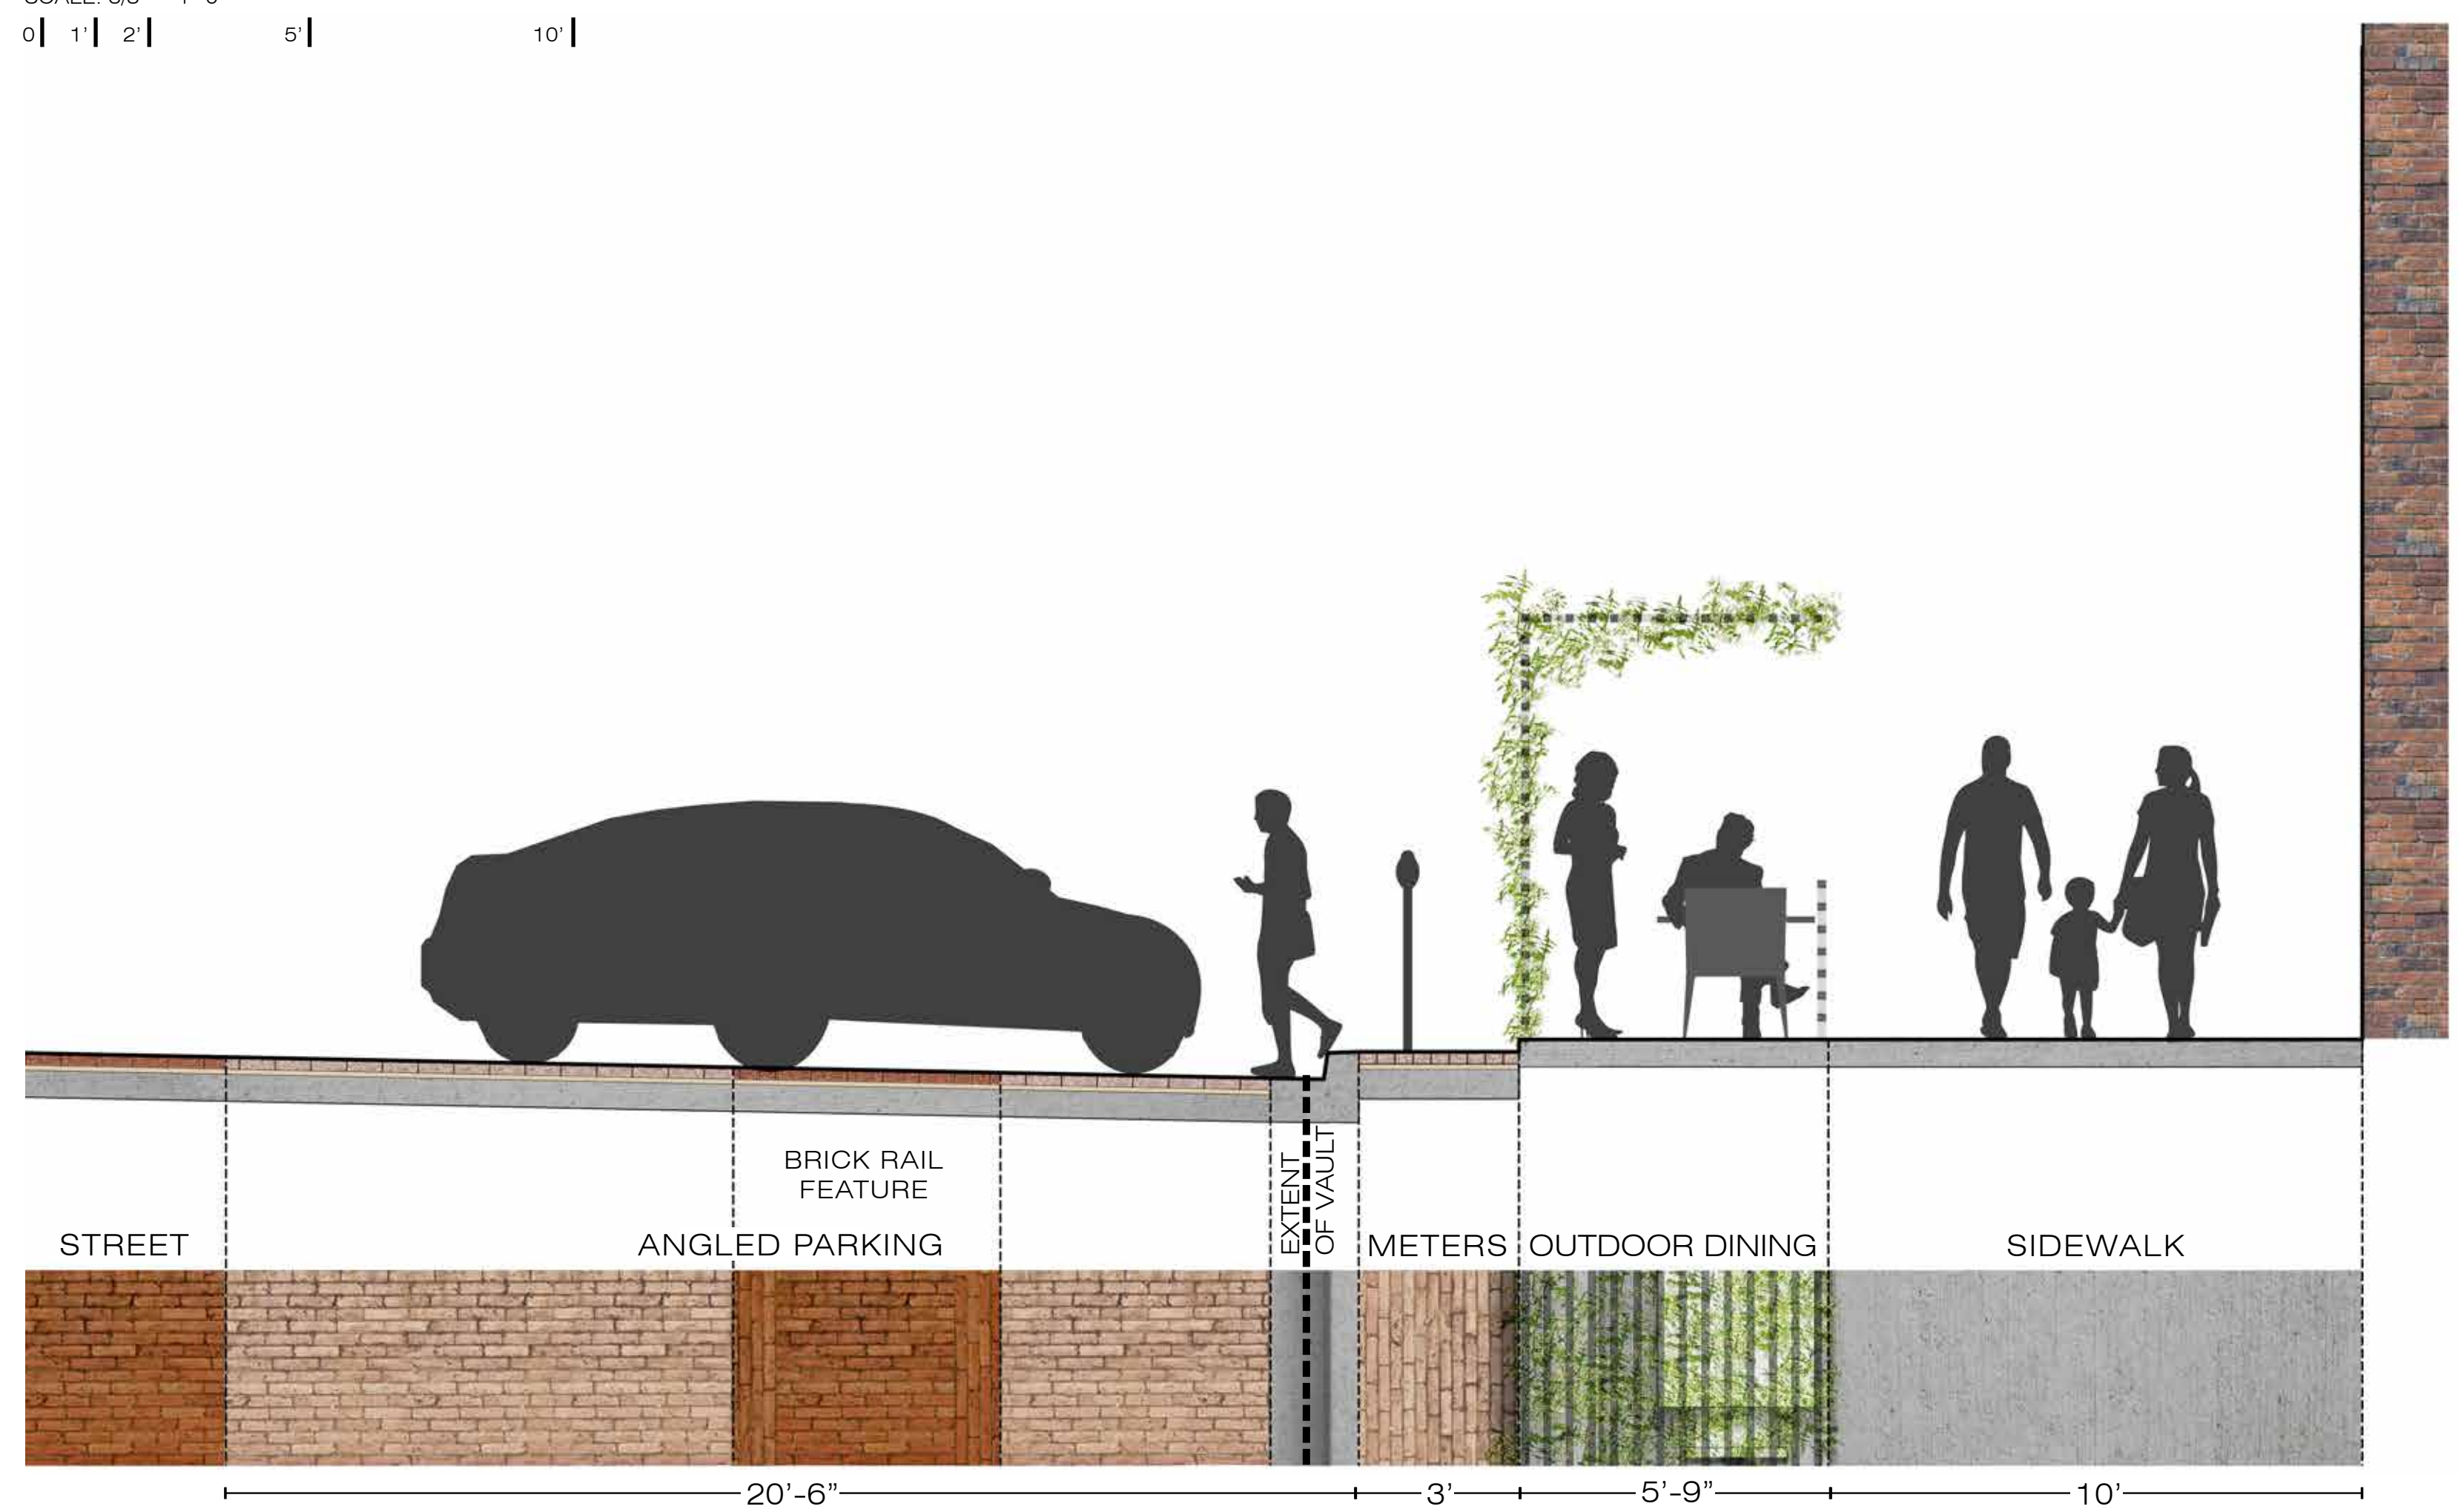 0 1' 2' 5' 10'
BRICK RAIL
FEATURE
EXTENT
OF VAULT
STREET ANGLED PARKING METERS OUTDOOR DINING SIDEWALK
20'-6" 3' 5'-9" 10'